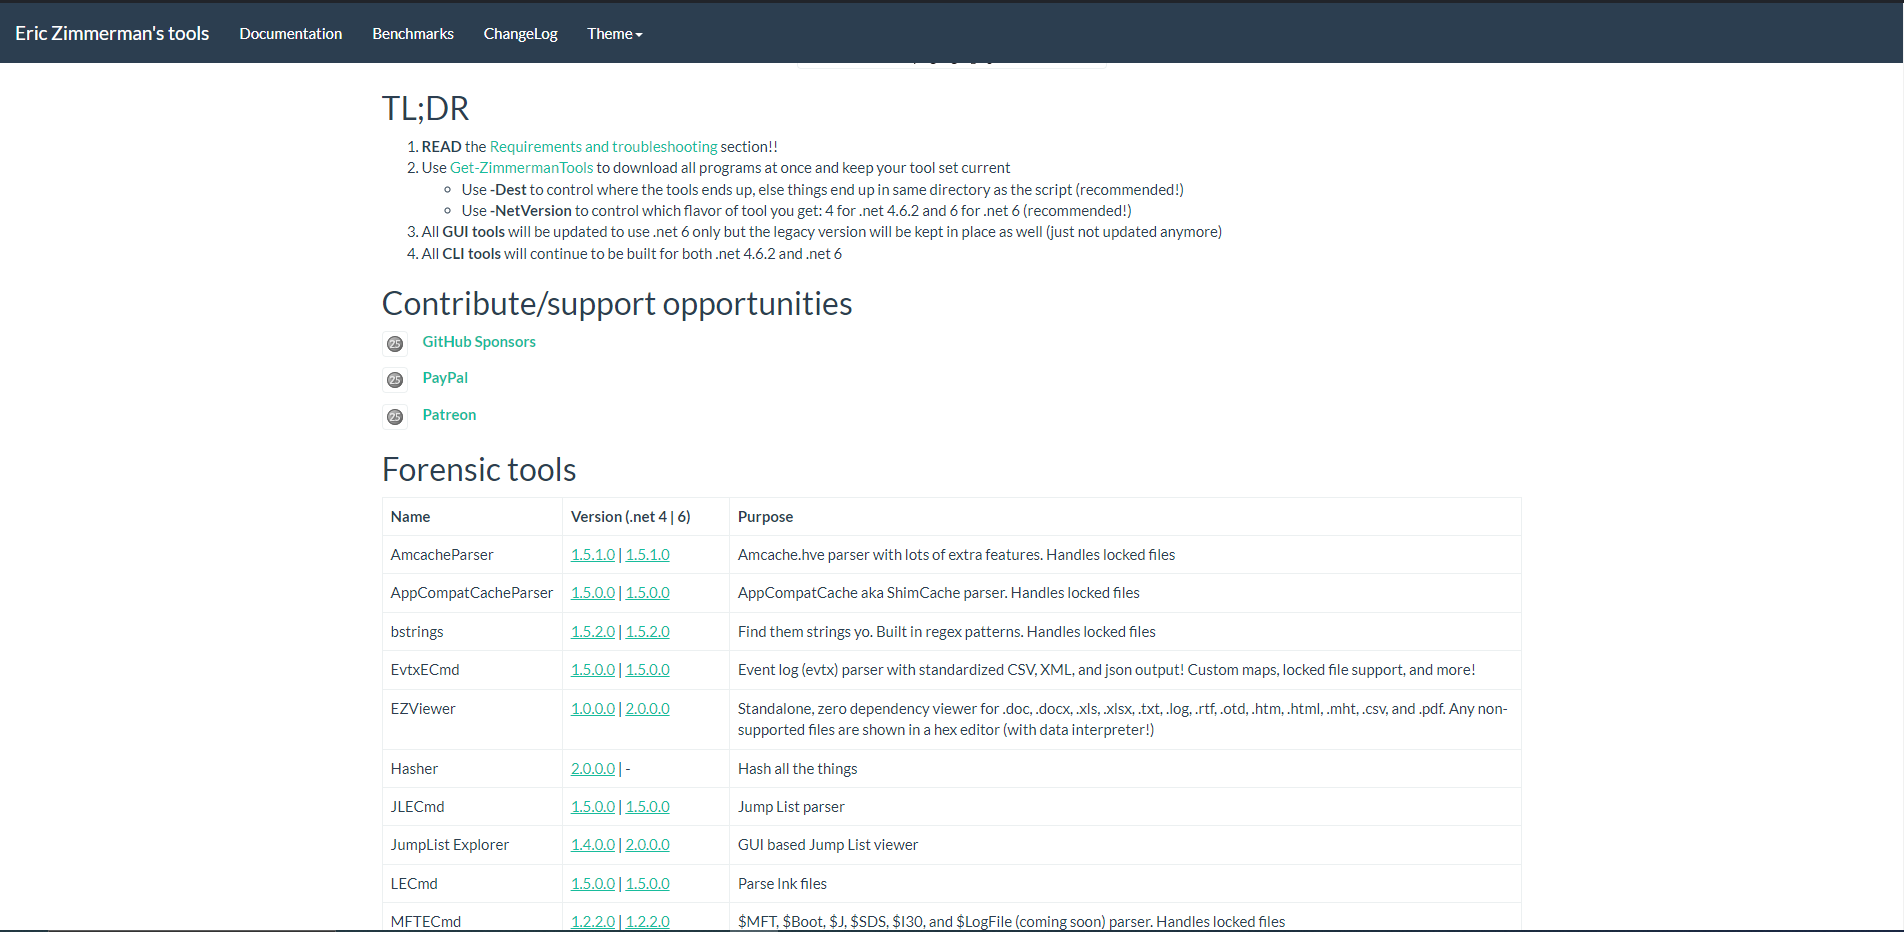 Eric Zimmerman's tools Documentation Benchmarks ChangeLog Theme
TL;DR
1. READ the Requirements and troubleshooting section!!
2. Use Get-ZimmermanTools to download all programs at once and keep your tool set current
Use -Dest to control where the tools ends up, else things end up in same directory as the script (recommended!)
Use -NetVersion to control which flavor of tool you get: 4 for .net 4.6.2 and 6 for .net 6 (recommended!)
3. All GUI tools will be updated to use .net 6 only but the legacy version will be kept in place as well (just not updated anymore)
4. All CLI tools will continue to be built for both .net 4.6.2 and .net 6
Contribute/support opportunities
25 GitHub Sponsors
25 PayPal
25 Patreon
Forensic tools
Name Version (.net 4 | 6) Purpose
AmcacheParser 1.5.1.0 | 1.5.1.0 Amcache.hve parser with lots of extra features. Handles locked files
AppCompatCacheParser 1.5.0.0 | 1.5.0.0 AppCompatCache aka ShimCache parser. Handles locked files
bstrings 1.5.2.0 | 1.5.2.0 Find them strings yo. Built in regex patterns. Handles locked files
EvtxECmd 1.5.0.0 | 1.5.0.0 Event log (evtx) parser with standardized CSV, XML, and json output! Custom maps, locked file support, and more!
EZViewer 1.0.0.0 | 2.0.0.0 Standalone, zero dependency viewer for .doc, .docx, .xls, .xlsx, .txt, .log, .rtf, .otd, .htm, .html, .mht, .csv, and .pdf. Any non-
supported files are shown in a hex editor (with data interpreter!)
Hasher 2.0.0.0 | - Hash all the things
JLECmd 1.5.0.0 | 1.5.0.0 Jump List parser
JumpList Explorer 1.4.0.0 | 2.0.0.0 GUI based Jump List viewer
LECmd 1.5.0.0 | 1.5.0.0 Parse lnk files
MFTECmd 1.2.2.0 | 1.2.2.0 $MFT, $Boot, $J, $SDS, $I30, and $LogFile (coming soon) parser. Handles locked files